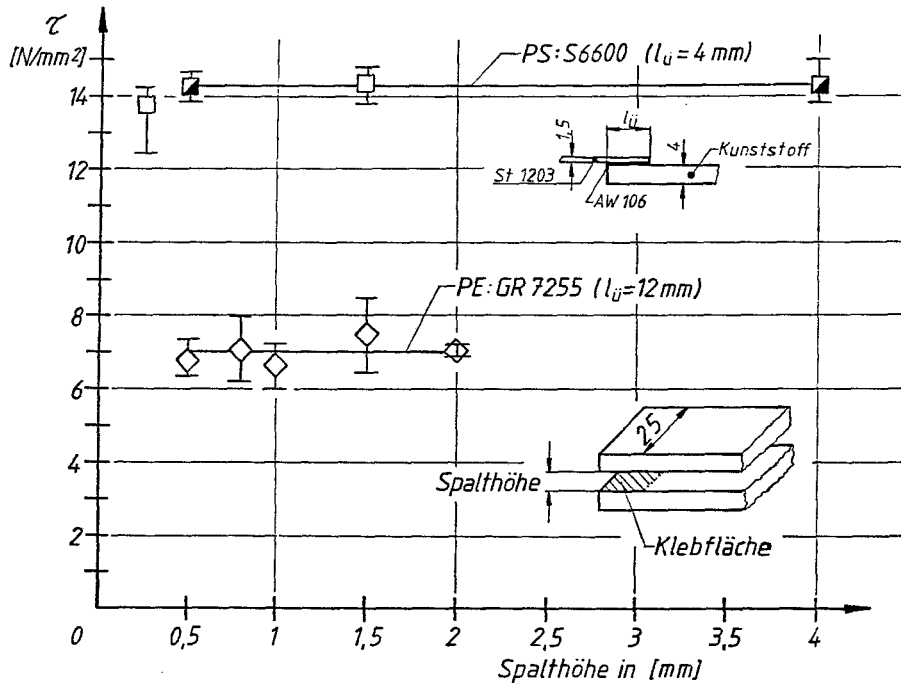 τ
[N/mm²]
PS: S6600 (lü = 4 mm)
14
12
10
8
6
4
2
0
lü
1,5
4
Kunststoff
St 1203
AW 106
PE: GR 7255 (lü = 12 mm)
25
Spalthöhe
Klebfläche
0,5
1
1,5
2
2,5
3
3,5
4
Spalthöhe in [mm]